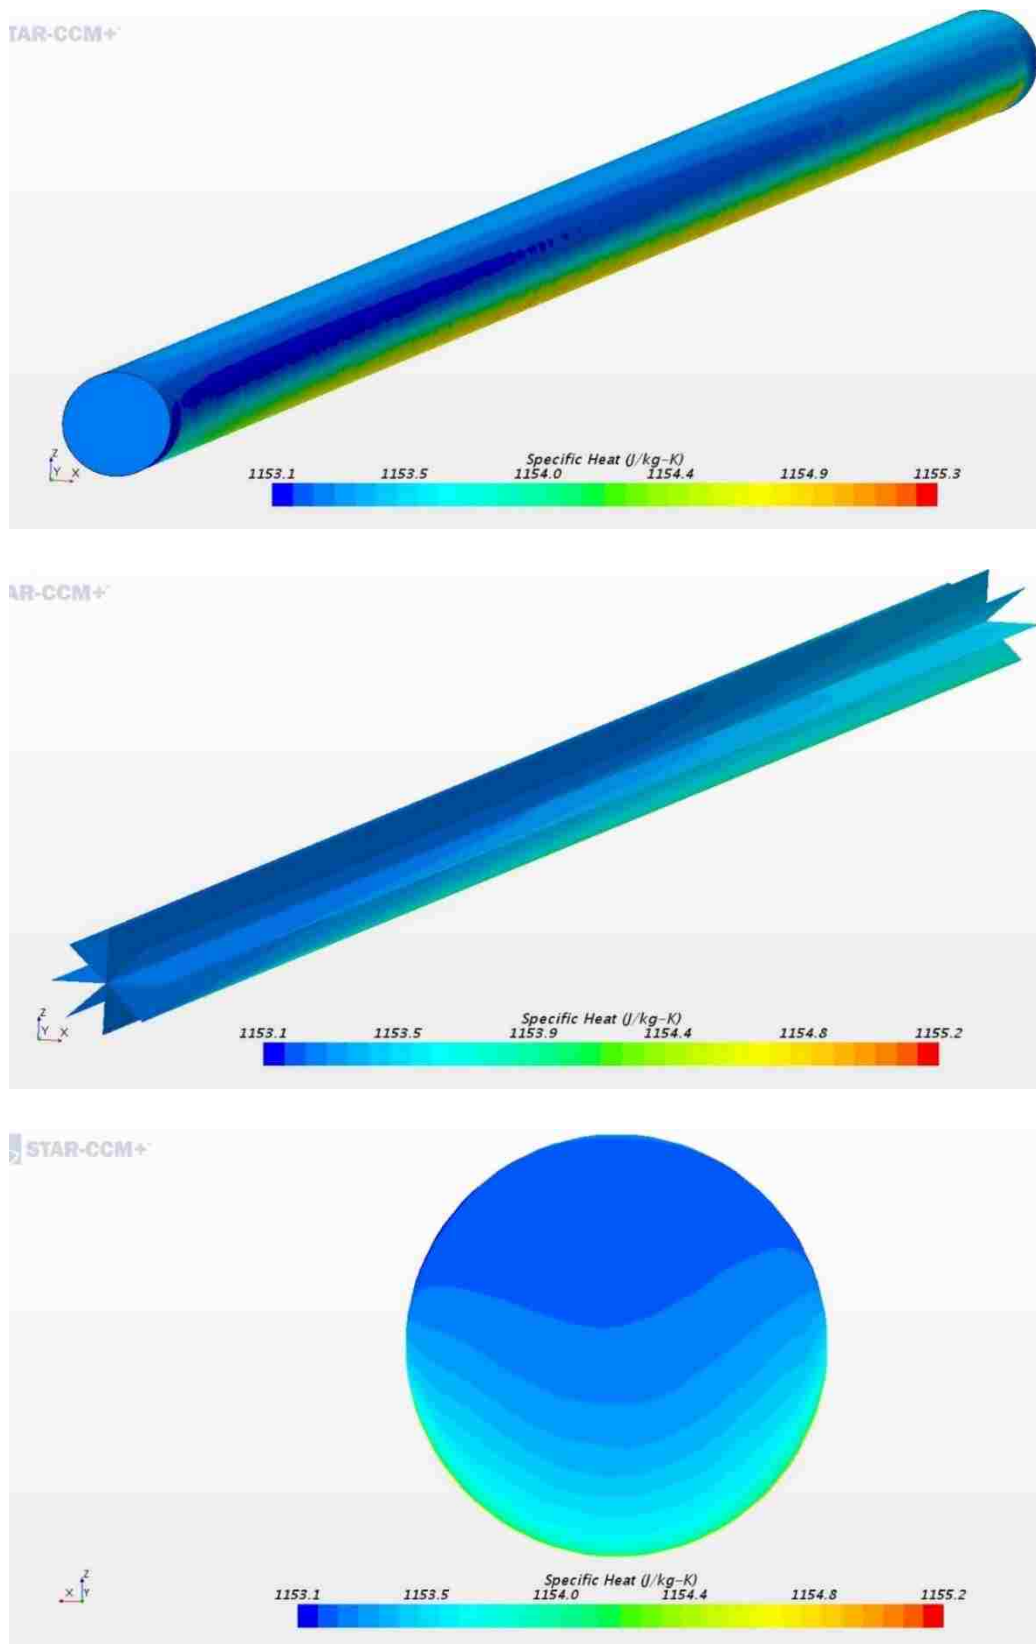 TAR-CCM+
Z
Y X
Specific Heat (J/kg-K)
1153.1 1153.5 1154.0 1154.4 1154.9 1155.3
AR-CCM+
Z
Y X
Specific Heat (J/kg-K)
1153.1 1153.5 1153.9 1154.4 1154.8 1155.2
STAR-CCM+
Z
X Y
Specific Heat (J/kg-K)
1153.1 1153.5 1154.0 1154.4 1154.8 1155.2